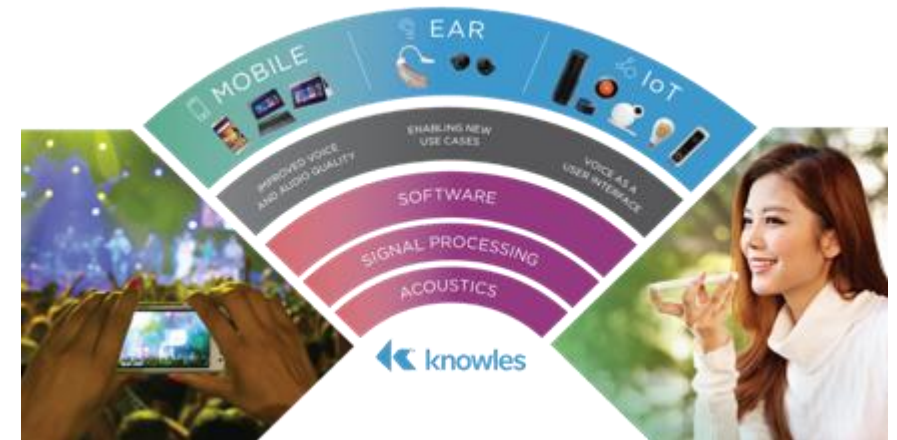 MOBILE
EAR
IoT
IMPROVED VOICE
AND AUDIO QUALITY
ENABLING NEW
USE CASES
VOICE AS A
USER INTERFACE
SOFTWARE
SIGNAL PROCESSING
ACOUSTICS
knowles